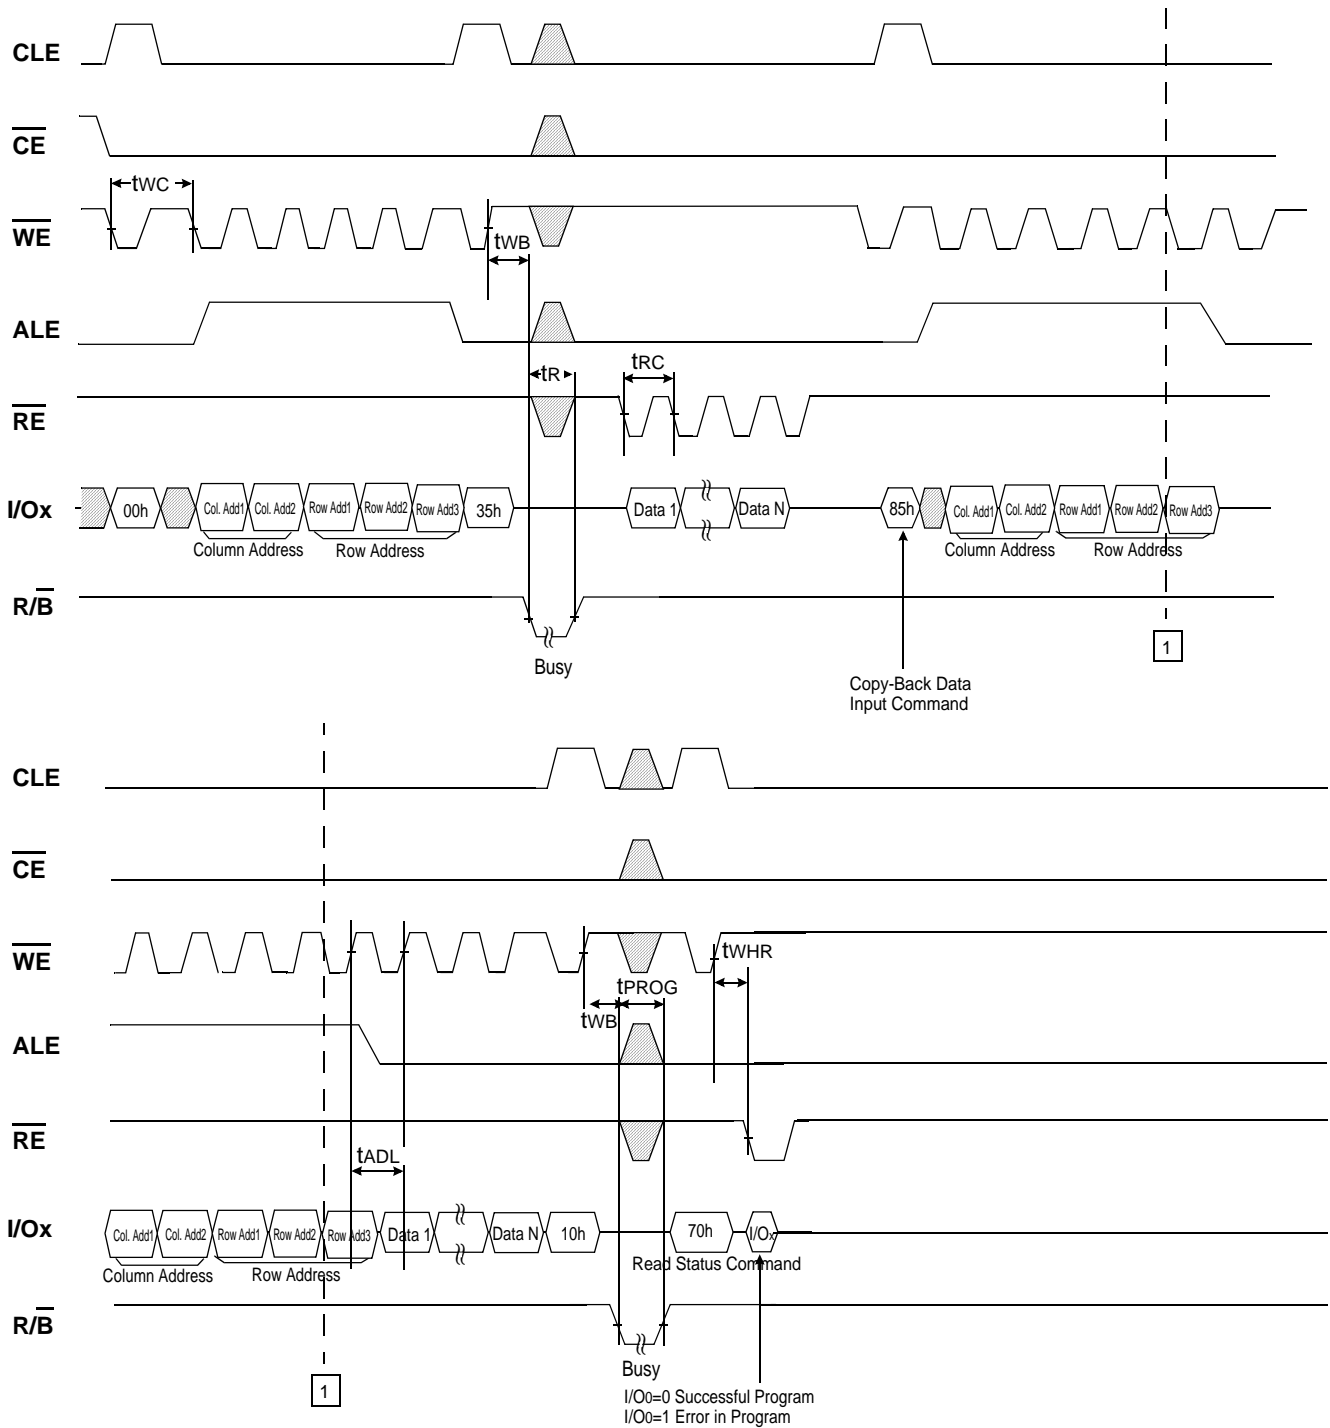 CLE
CE
tWC
WE
tWB
ALE
tR
tRC
RE
I/Ox
00h
Col. Add1
Col. Add2
Row Add1
Row Add2
Row Add3
35h
Data 1
Data N
85h
Col. Add1
Col. Add2
Row Add1
Row Add2
Row Add3
Column Address
Row Address
Column Address
Row Address
R/B
Busy
1
Copy-Back Data
Input Command
CLE
CE
WE
tWHR
tPROG
tWB
ALE
RE
tADL
I/Ox
Col. Add1
Col. Add2
Row Add1
Row Add2
Row Add3
Data 1
Data N
10h
70h
I/Ox
Column Address
Row Address
Read Status Command
R/B
Busy
1
I/O0=0 Successful Program
I/O0=1 Error in Program